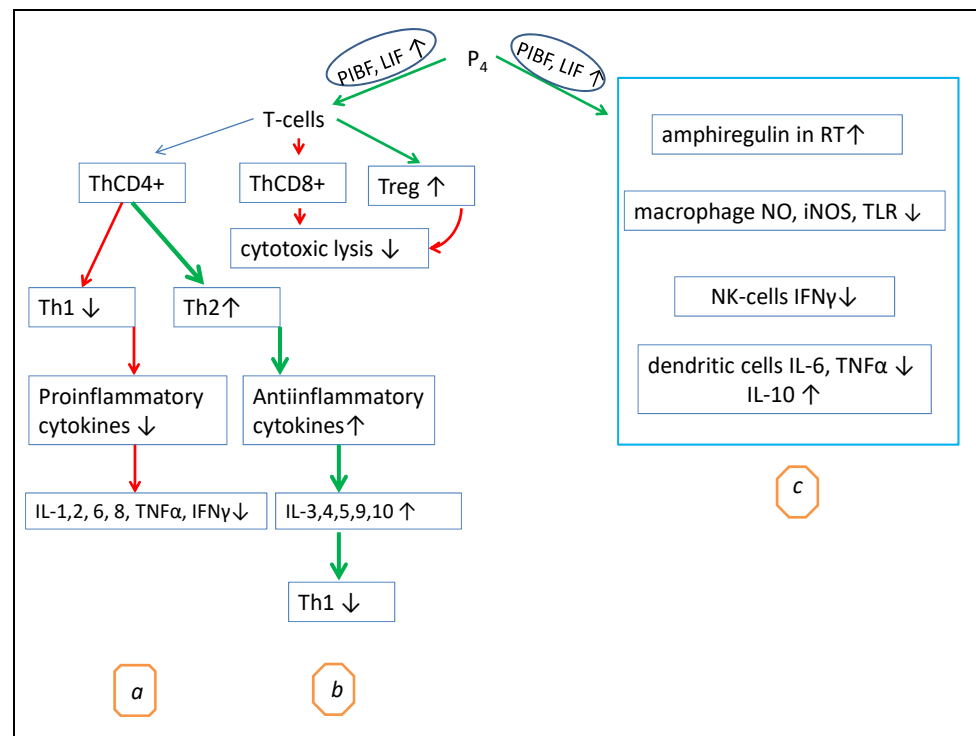 PIBF, LIF ↑
P₄
PIBF, LIF ↑
T-cells
ThCD4+
ThCD8+
Treg ↑
cytotoxic lysis ↓
Th1 ↓
Th2↑
Proinflammatory
cytokines ↓
Antiinflammatory
cytokines↑
IL-1,2, 6, 8, TNFα, IFNγ↓
IL-3,4,5,9,10 ↑
Th1 ↓
a
b
amphiregulin in RT↑
macrophage NO, iNOS, TLR ↓
NK-cells IFNγ↓
dendritic cells IL-6, TNFα ↓
IL-10 ↑
c